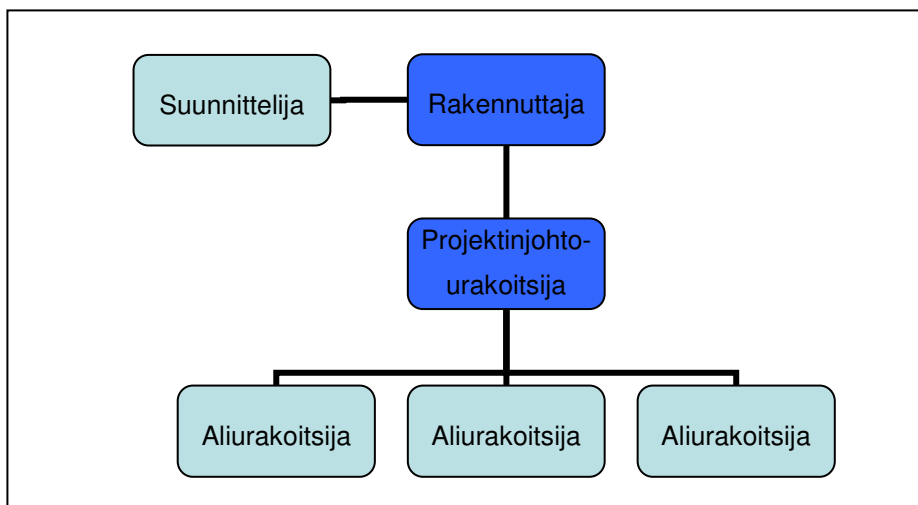 Suunnittelija
Rakennuttaja
Projektinjohto-
urakoitsija
Aliurakoitsija
Aliurakoitsija
Aliurakoitsija